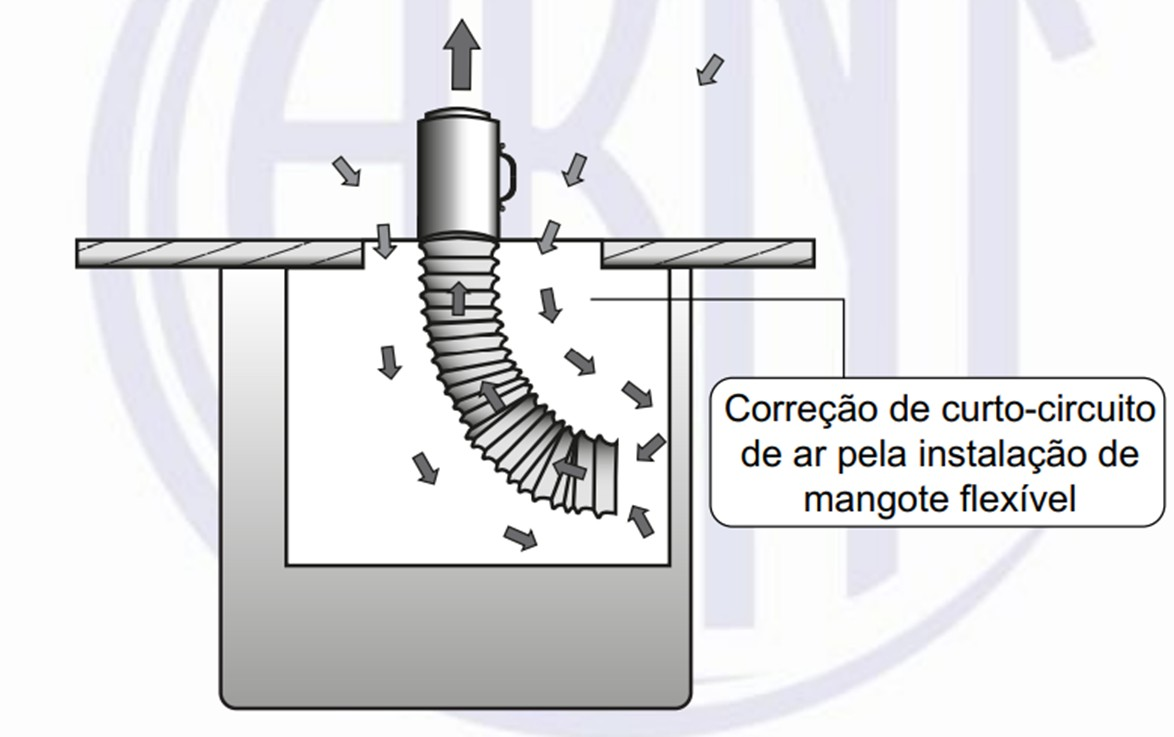 Correção de curto-circuito
de ar pela instalação de
mangote flexível